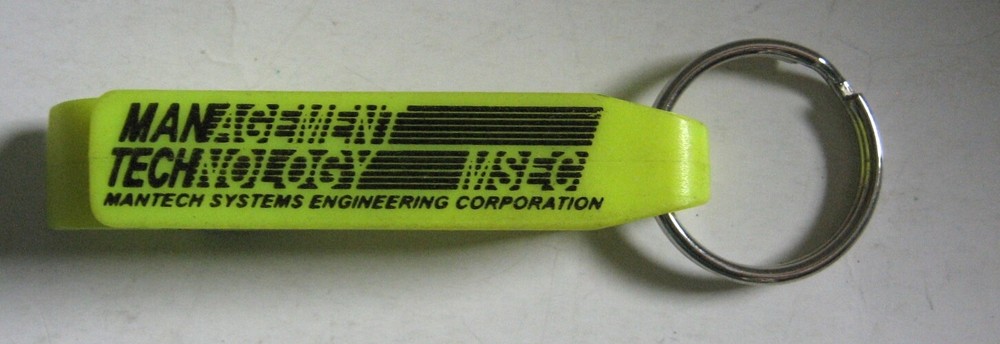 MANAGEMENT
TECHNOLOGY MSEC
MANTECH SYSTEMS ENGINEERING CORPORATION